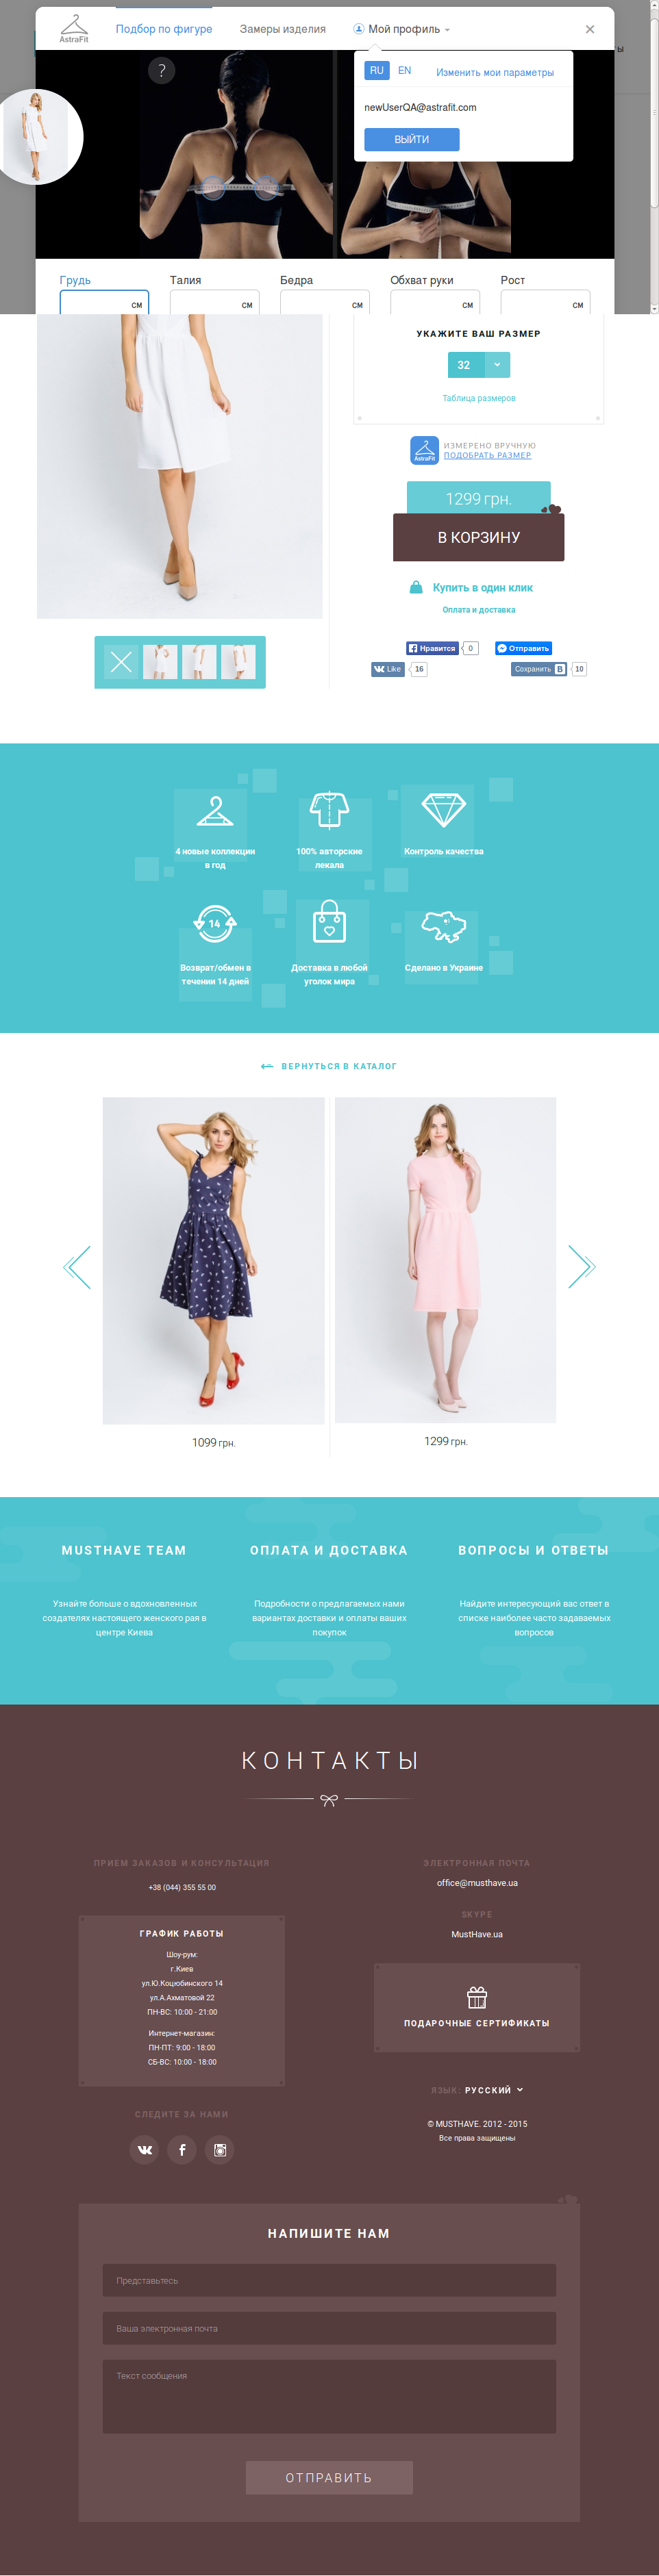 AstraFit
Подбор по фигуре
Замеры изделия
Мой профиль
×
ы
?
RU
EN
Изменить мои параметры
newUserQA@astrafit.com
ВЫЙТИ
Грудь
Талия
Бедра
Обхват руки
Рост
СМ
СМ
СМ
СМ
СМ
УКАЖИТЕ ВАШ РАЗМЕР
32
Таблица размеров
AstraFit
ИЗМЕРЕНО ВРУЧНУЮ
ПОДОБРАТЬ РАЗМЕР
1299 грн.
В КОРЗИНУ
Купить в один клик
Оплата и доставка
Нравится
0
Отправить
Like
16
Сохранить
B
10
4 новые коллекции
в год
100% авторские
лекала
Контроль качества
14
Возврат/обмен в
течении 14 дней
Доставка в любой
уголок мира
Сделано в Украине
ВЕРНУТЬСЯ В КАТАЛОГ
1099 грн.
1299 грн.
MUSTHAVE TEAM
Узнайте больше о вдохновленных
создателях настоящего женского рая в
центре Киева
ОПЛАТА И ДОСТАВКА
Подробности о предлагаемых нами
вариантах доставки и оплаты ваших
покупок
ВОПРОСЫ И ОТВЕТЫ
Найдите интересующий вас ответ в
списке наиболее часто задаваемых
вопросов
КОНТАКТЫ
ПРИЕМ ЗАКАЗОВ И КОНСУЛЬТАЦИЯ
+38 (044) 355 55 00
ГРАФИК РАБОТЫ
Шоу-рум:
г.Киев
ул.Ю.Коцюбинского 14
ул.А.Ахматовой 22
ПН-ВС: 10:00 - 21:00
Интернет-магазин:
ПН-ПТ: 9:00 - 18:00
СБ-ВС: 10:00 - 18:00
СЛЕДИТЕ ЗА НАМИ
ЭЛЕКТРОННАЯ ПОЧТА
office@musthave.ua
SKYPE
MustHave.ua
ПОДАРОЧНЫЕ СЕРТИФИКАТЫ
ЯЗЫК: РУССКИЙ
© MUSTHAVE. 2012 - 2015
Все права защищены
НАПИШИТЕ НАМ
Представьтесь
Ваша электронная почта
Текст сообщения
ОТПРАВИТЬ